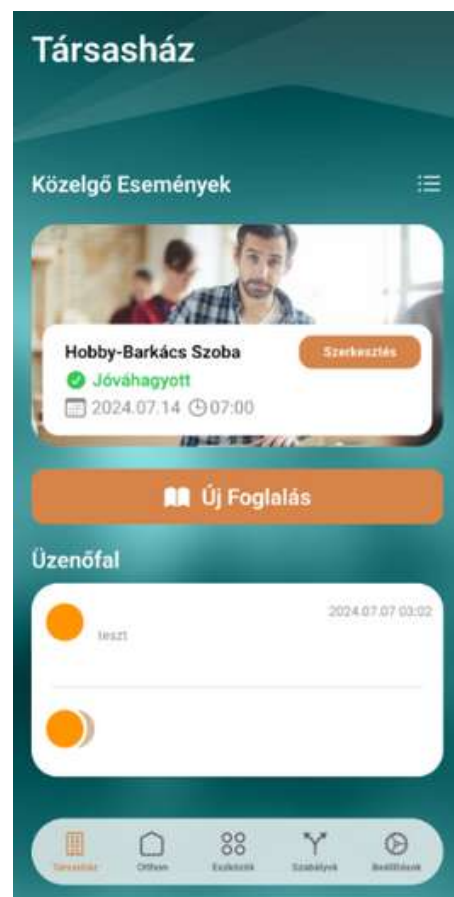 Társasház
Közelgő Események
Hobby-Barkács Szoba
Szerkesztés
Jóváhagyott
2024.07.14 07:00
Új Foglalás
Üzenőfal
2024.07.07 03:02
teszt
Társasház Otthon Eszközök Szabályok Beállítások